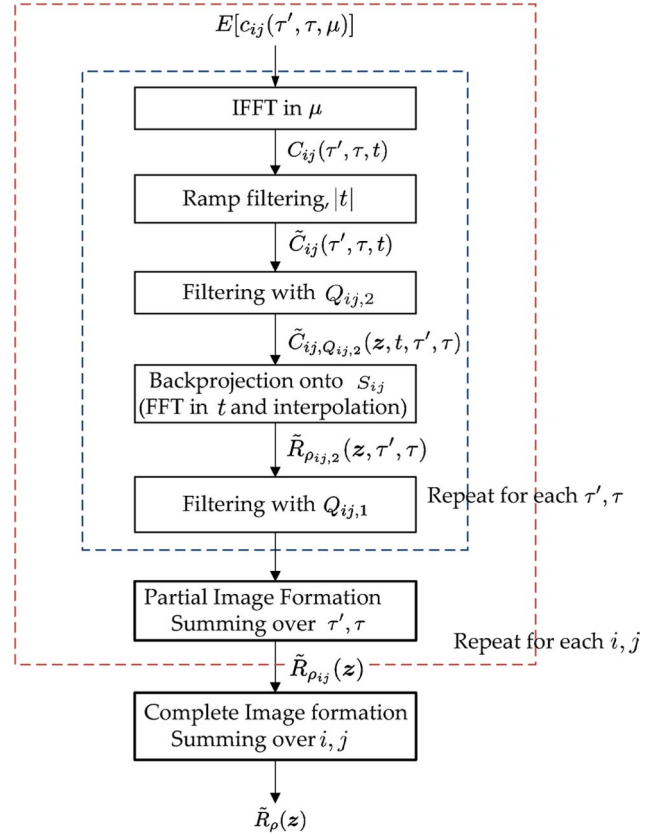 E[c_{ij}(τ′, τ, μ)]
IFFT in μ
C_{ij}(τ′, τ, t)
Ramp filtering, |t|
C̃_{ij}(τ′, τ, t)
Filtering with Q_{ij,2}
C̃_{ij,Q_{ij,2}}(z, t, τ′, τ)
Backprojection onto S_{ij}
(FFT in t and interpolation)
R̃_{ρ_{ij,2}}(z, τ′, τ)
Filtering with Q_{ij,1}
Repeat for each τ′, τ
Partial Image Formation
Summing over τ′, τ
Repeat for each i, j
R̃_{ρ_{ij}}(z)
Complete Image formation
Summing over i, j
R̃_ρ(z)